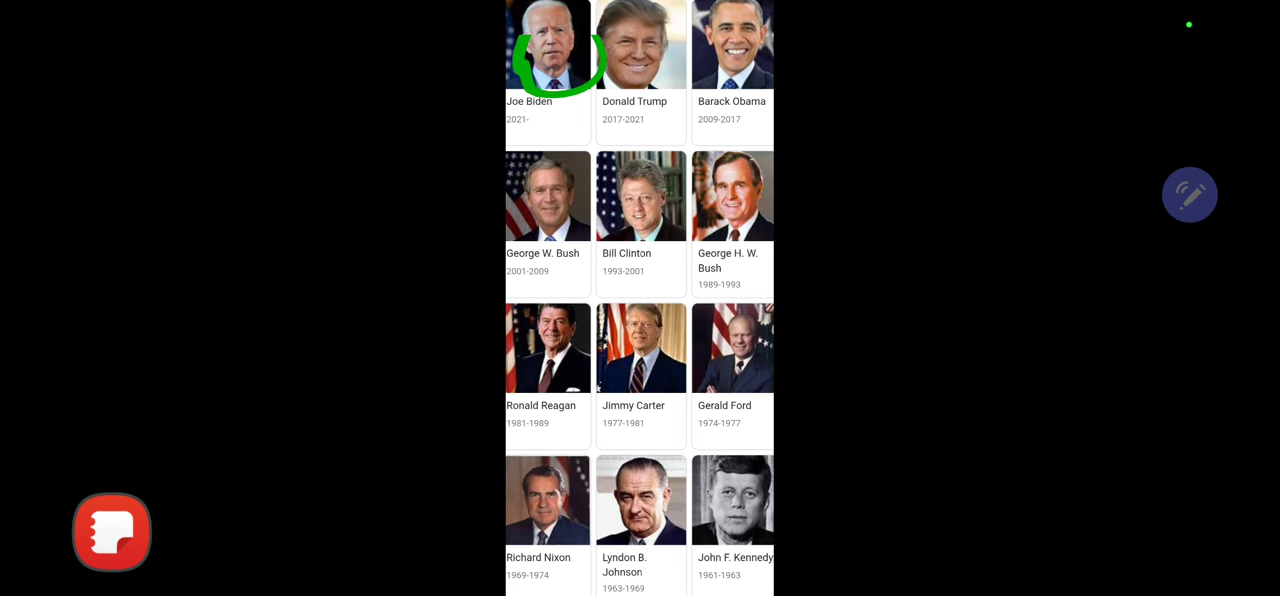 Joe Biden
Donald Trump
Barack Obama
2021-
2017-2021
2009-2017
George W. Bush
Bill Clinton
George H. W.
Bush
2001-2009
1993-2001
1989-1993
Ronald Reagan
Jimmy Carter
Gerald Ford
1981-1989
1977-1981
1974-1977
Richard Nixon
Lyndon B.
Johnson
John F. Kennedy
1969-1974
1963-1969
1961-1963